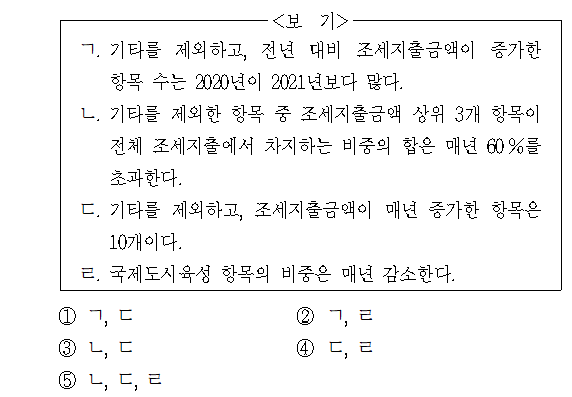 <보 기>
ㄱ. 기타를 제외하고, 전년 대비 조세지출금액이 증가한
항목 수는 2020년이 2021년보다 많다.
ㄴ. 기타를 제외한 항목 중 조세지출금액 상위 3개 항목이
전체 조세지출에서 차지하는 비중의 합은 매년 60%를
초과한다.
ㄷ. 기타를 제외하고, 조세지출금액이 매년 증가한 항목은
10개이다.
ㄹ. 국제도시육성 항목의 비중은 매년 감소한다.
① ㄱ, ㄷ ② ㄱ, ㄹ
③ ㄴ, ㄷ ④ ㄷ, ㄹ
⑤ ㄴ, ㄷ, ㄹ